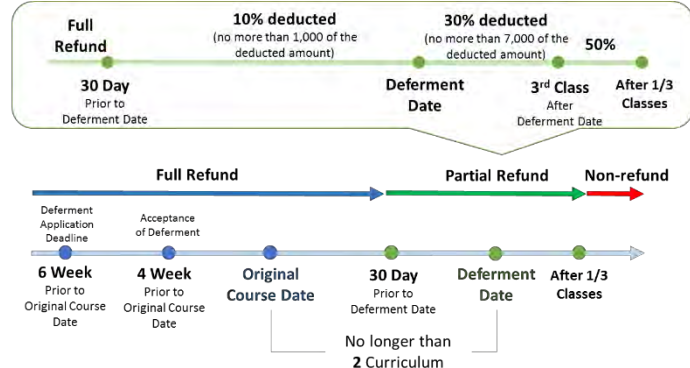 Full
Refund
10% deducted
(no more than 1,000 of the
deducted amount)
30% deducted
(no more than 7,000 of the
deducted amount)
50%
30 Day
Prior to
Deferment Date
Deferment
Date
3rd Class
After
Deferment Date
After 1/3
Classes
Full Refund
Partial Refund
Non-refund
Deferment
Application
Deadline
Acceptance
of Deferment
6 Week
Prior to
Original Course
Date
4 Week
Prior to
Original Course
Date
Original
Course Date
30 Day
Prior to
Deferment Date
Deferment
Date
After 1/3
Classes
No longer than
2 Curriculum